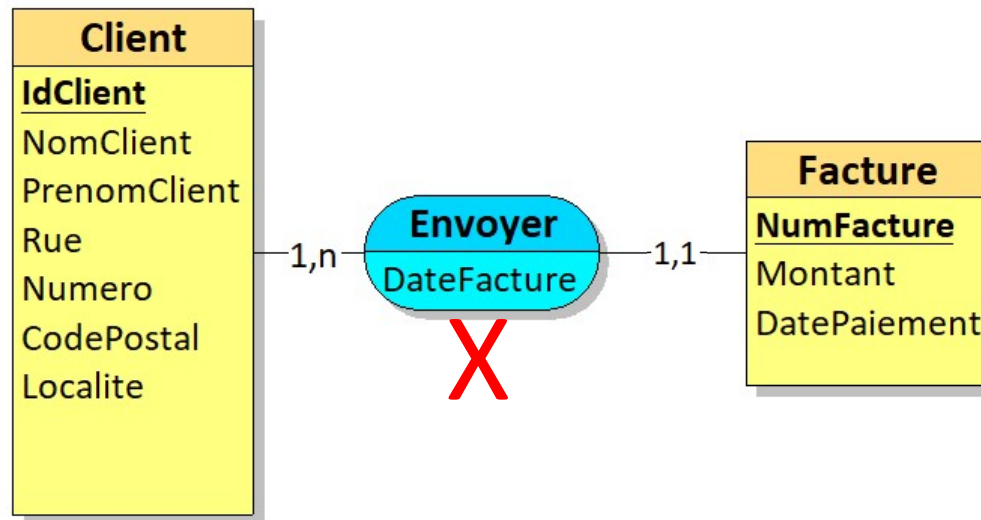 Client
IdClient
NomClient
PrenomClient
Rue
Numero
CodePostal
Localite
1,n
Envoyer
DateFacture
X
1,1
Facture
NumFacture
Montant
DatePaiement